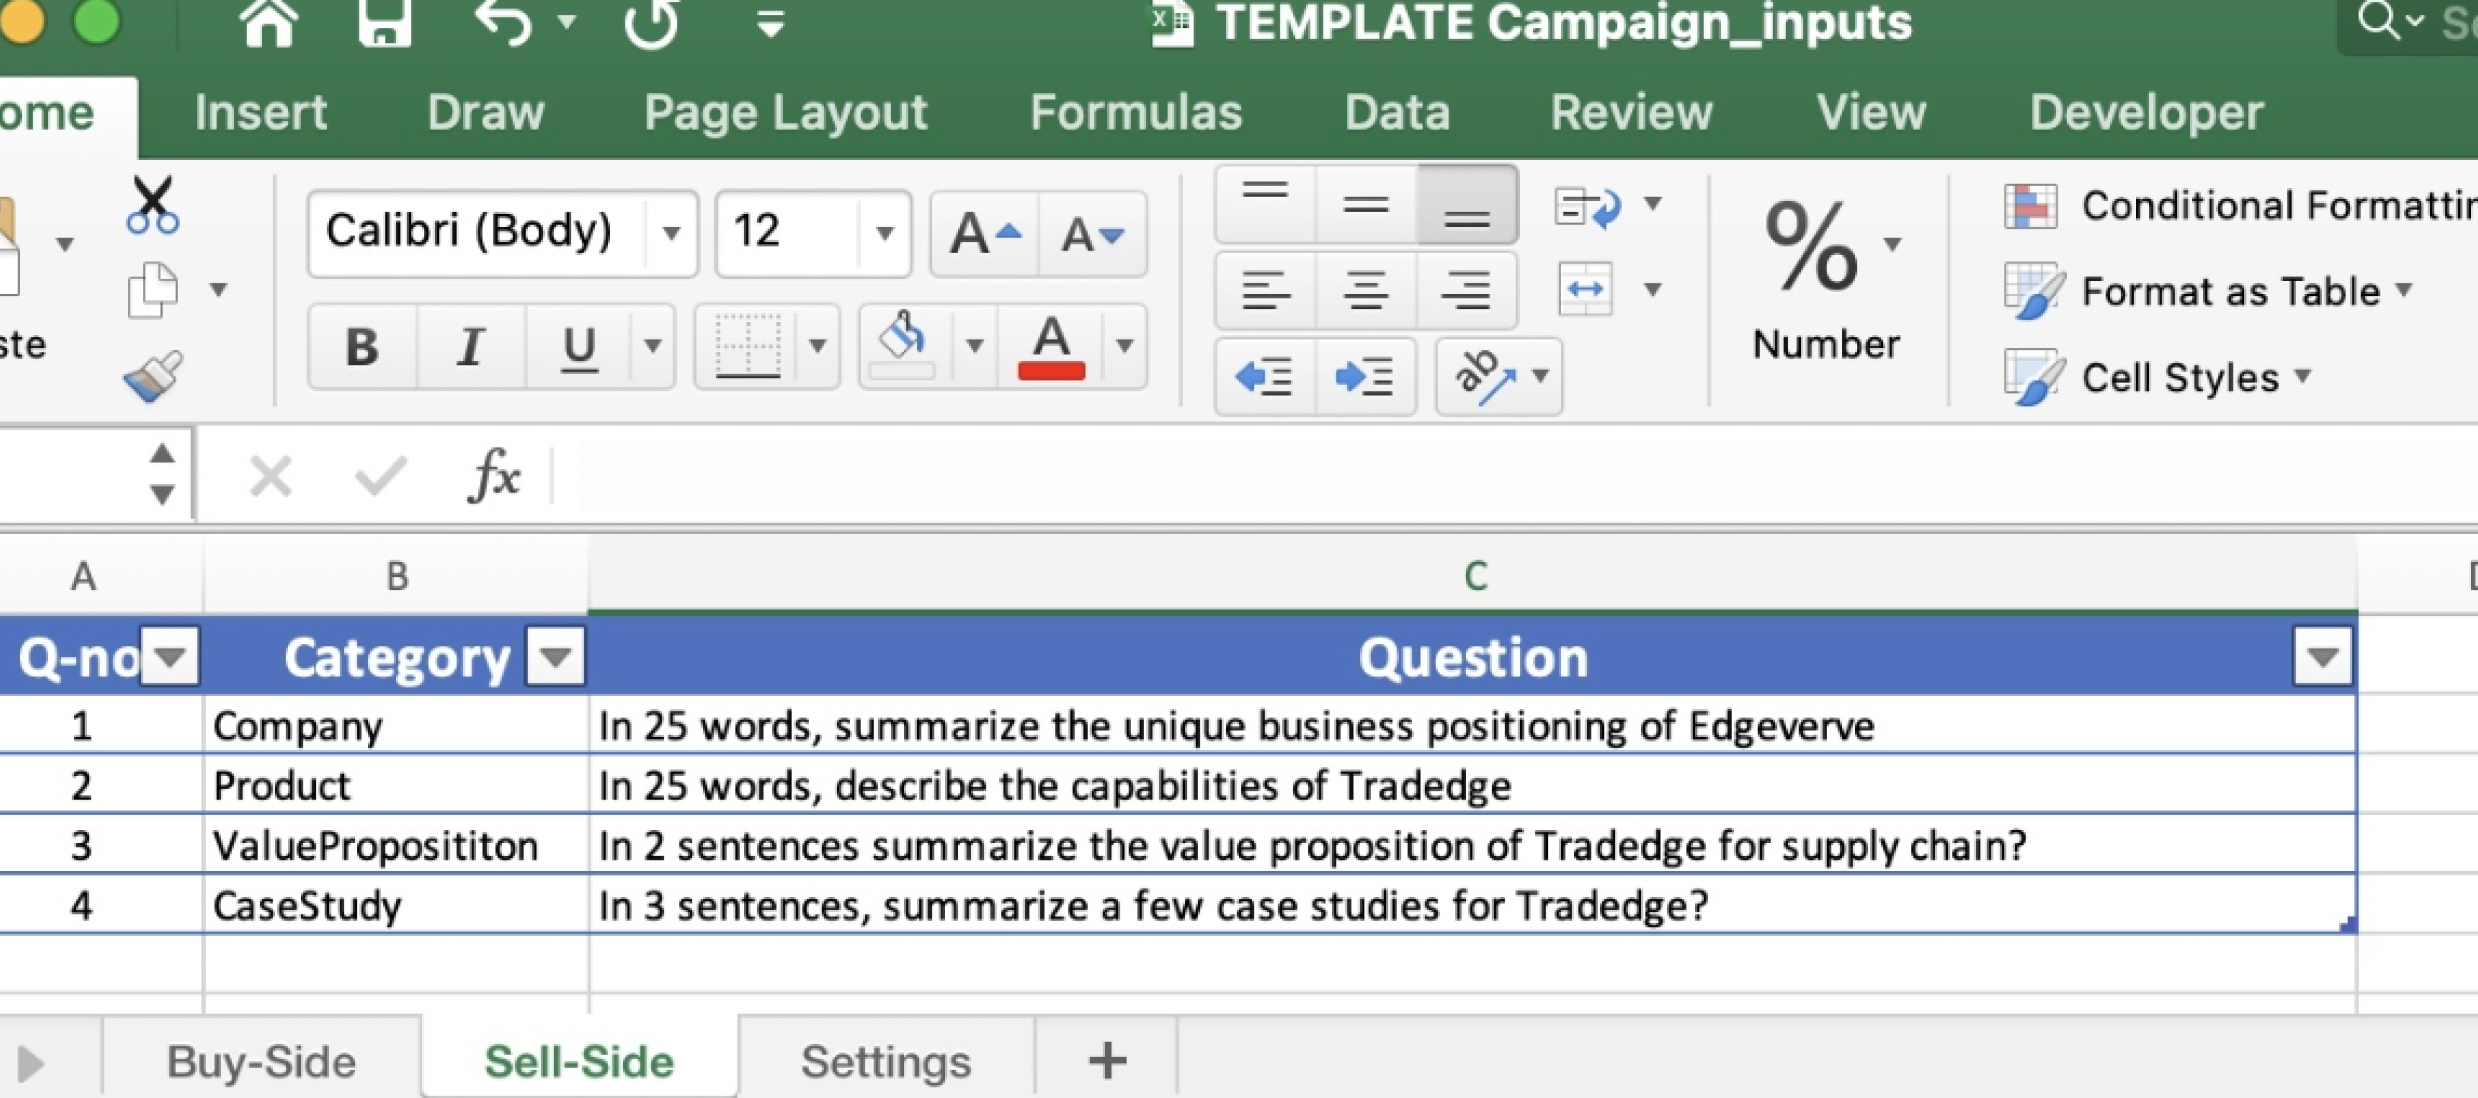 TEMPLATE Campaign_inputs
ome Insert Draw Page Layout Formulas Data Review View Developer
Calibri (Body) 12 A A
Conditional Formattin
Format as Table
ste B I U A ab % Number
Cell Styles
fx
A B C
Q-no Category Question
1 Company In 25 words, summarize the unique business positioning of Edgeverve
2 Product In 25 words, describe the capabilities of Tradedge
3 ValueProposititon In 2 sentences summarize the value proposition of Tradedge for supply chain?
4 CaseStudy In 3 sentences, summarize a few case studies for Tradedge?
Buy-Side Sell-Side Settings +